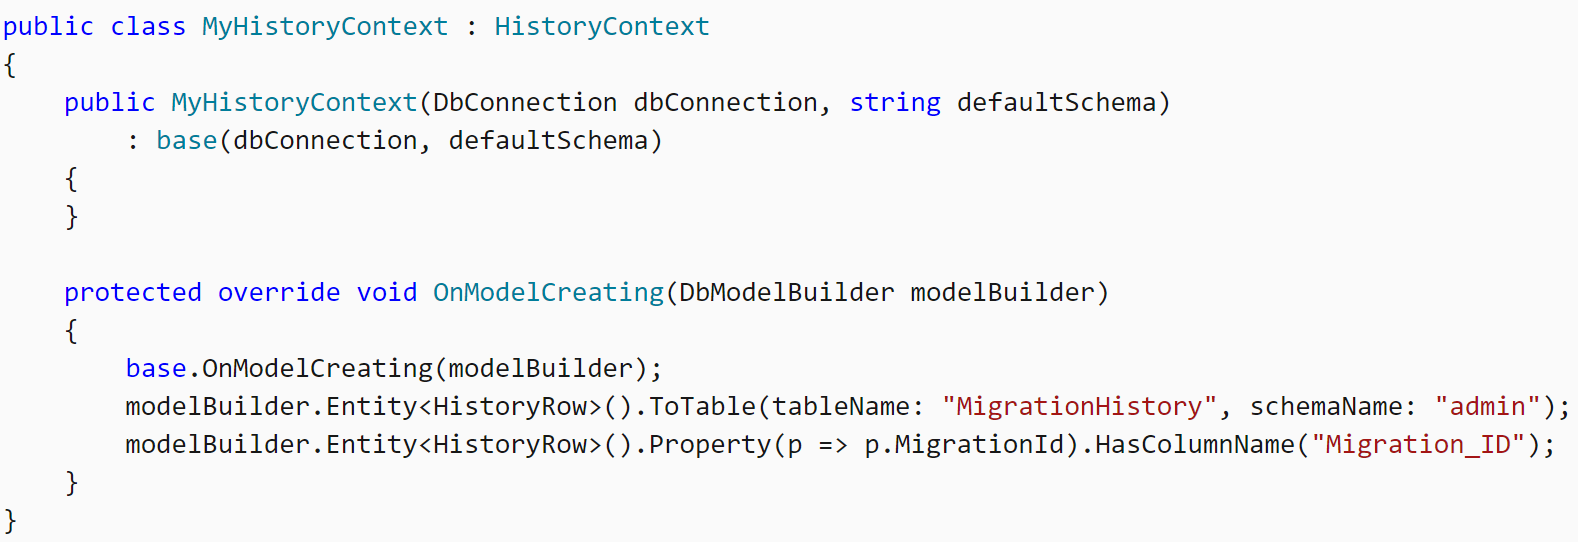 public class MyHistoryContext : HistoryContext
{
    public MyHistoryContext(DbConnection dbConnection, string defaultSchema)
        : base(dbConnection, defaultSchema)
    {
    }

    protected override void OnModelCreating(DbModelBuilder modelBuilder)
    {
        base.OnModelCreating(modelBuilder);
        modelBuilder.Entity<HistoryRow>().ToTable(tableName: "MigrationHistory", schemaName: "admin");
        modelBuilder.Entity<HistoryRow>().Property(p => p.MigrationId).HasColumnName("Migration_ID");
    }
}